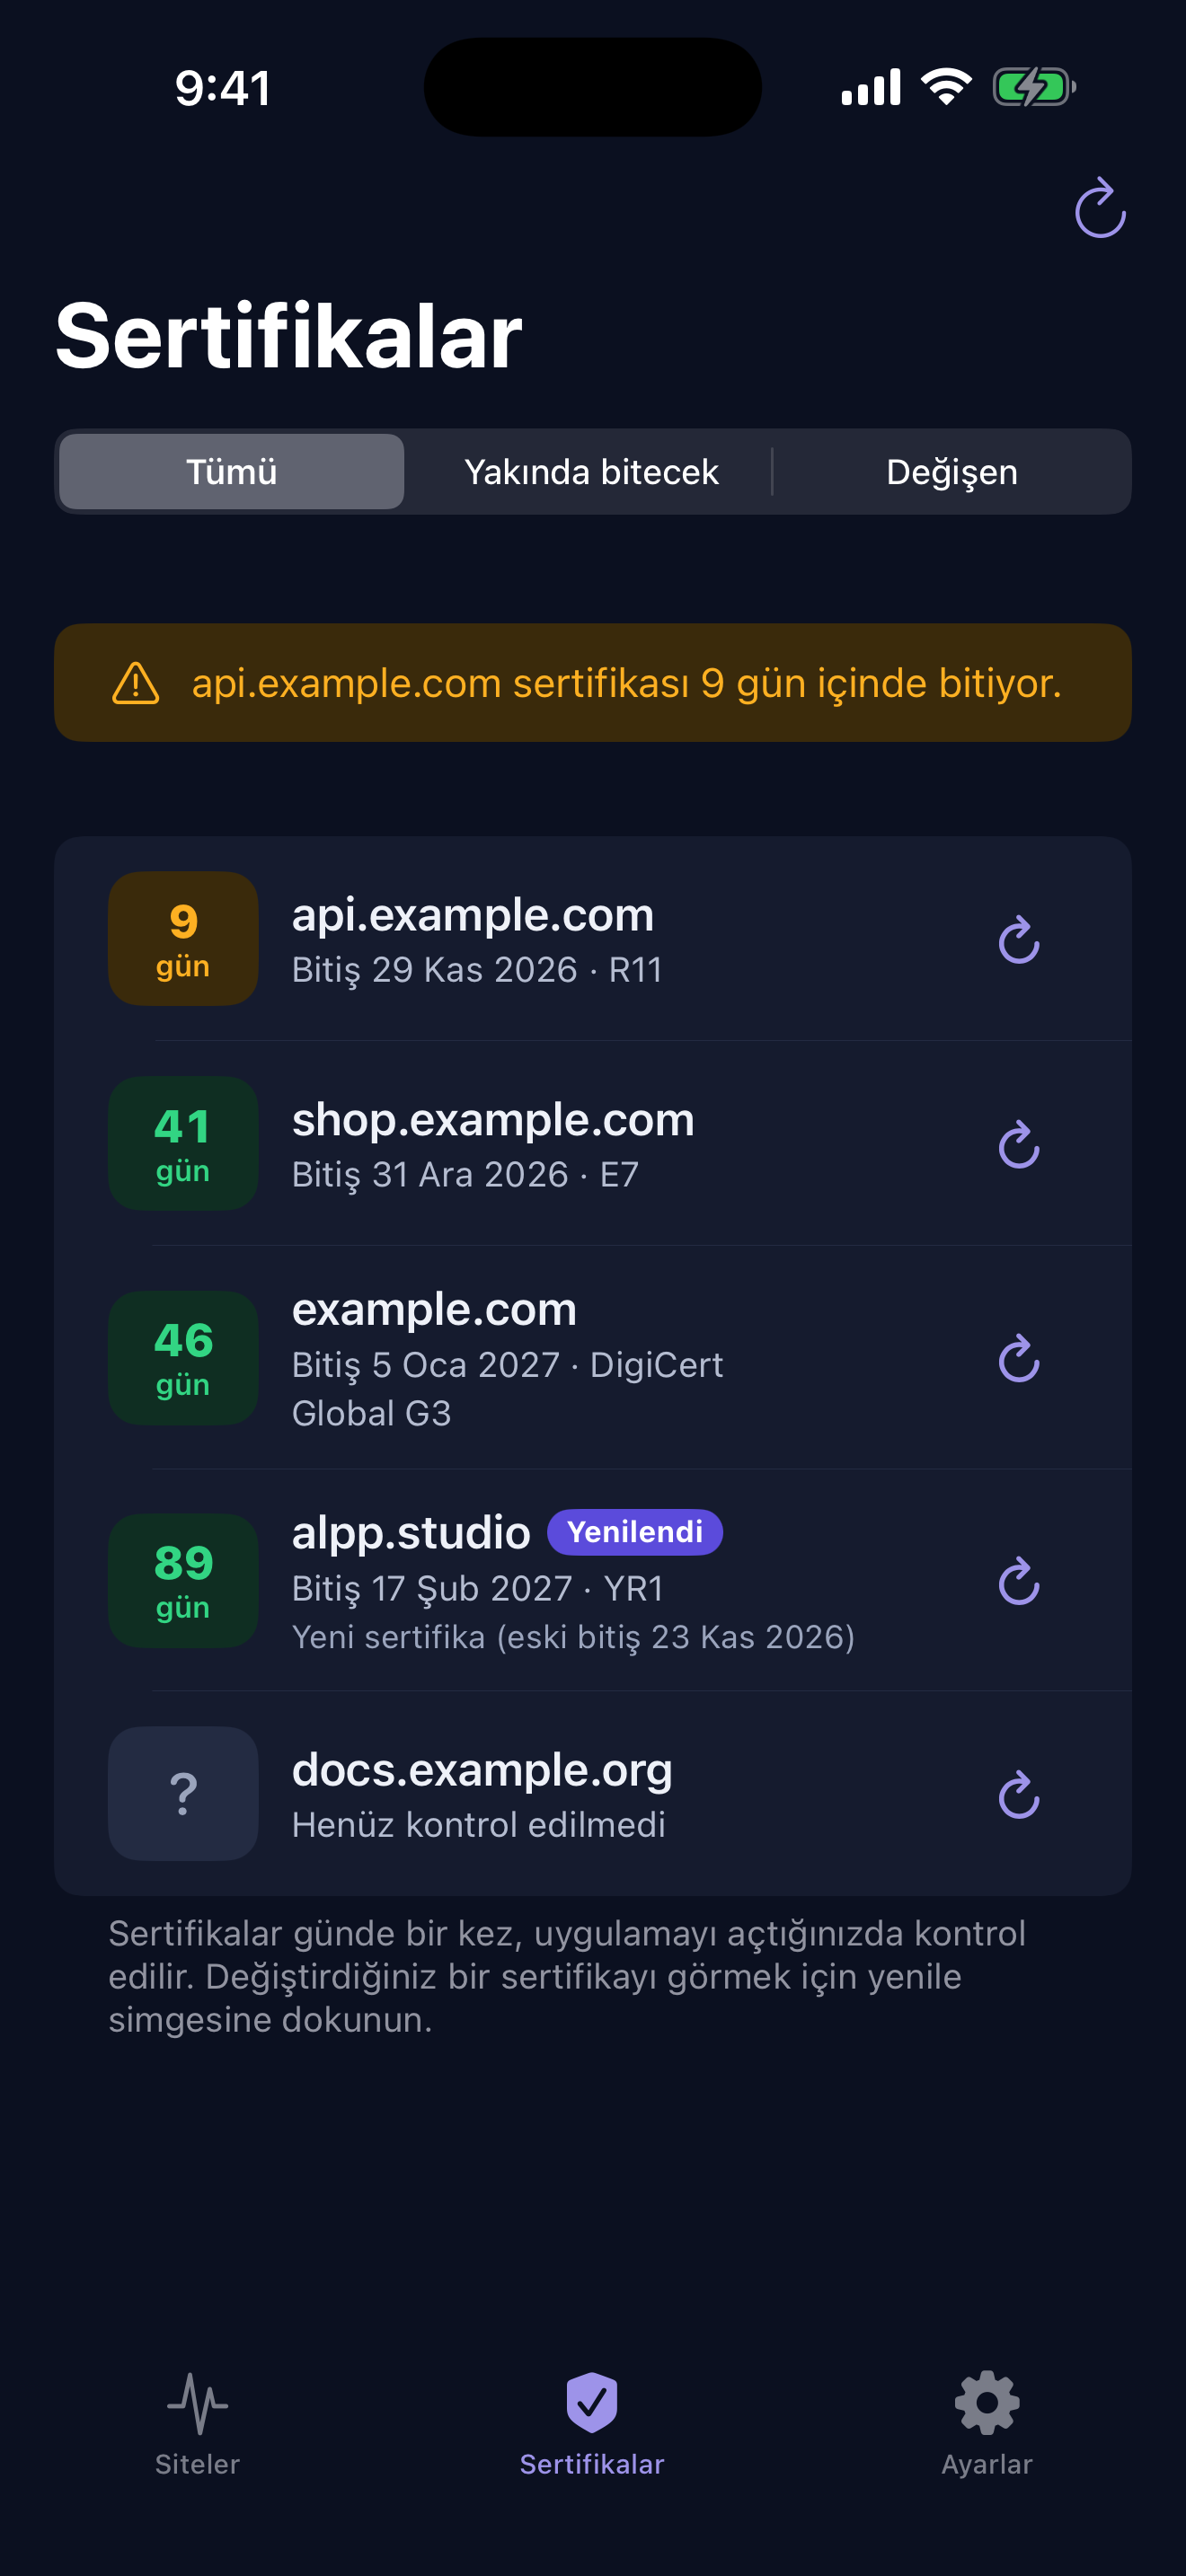 9:41
Sertifikalar
Tümü Yakında bitecek Değişen
api.example.com sertifikası 9 gün içinde bitiyor.
9 gün
api.example.com
Bitiş 29 Kas 2026 · R11
41 gün
shop.example.com
Bitiş 31 Ara 2026 · E7
46 gün
example.com
Bitiş 5 Oca 2027 · DigiCert
Global G3
89 gün
alpp.studio Yenilendi
Bitiş 17 Şub 2027 · YR1
Yeni sertifika (eski bitiş 23 Kas 2026)
?
docs.example.org
Henüz kontrol edilmedi
Sertifikalar günde bir kez, uygulamayı açtığınızda kontrol
edilir. Değiştirdiğiniz bir sertifikayı görmek için yenile
simgesine dokunun.
Siteler Sertifikalar Ayarlar